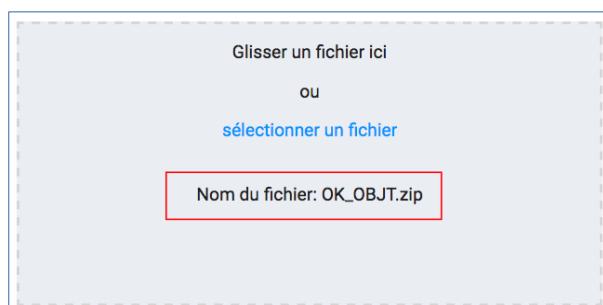 Glisser un fichier ici
ou
sélectionner un fichier
Nom du fichier: OK_OBJT.zip